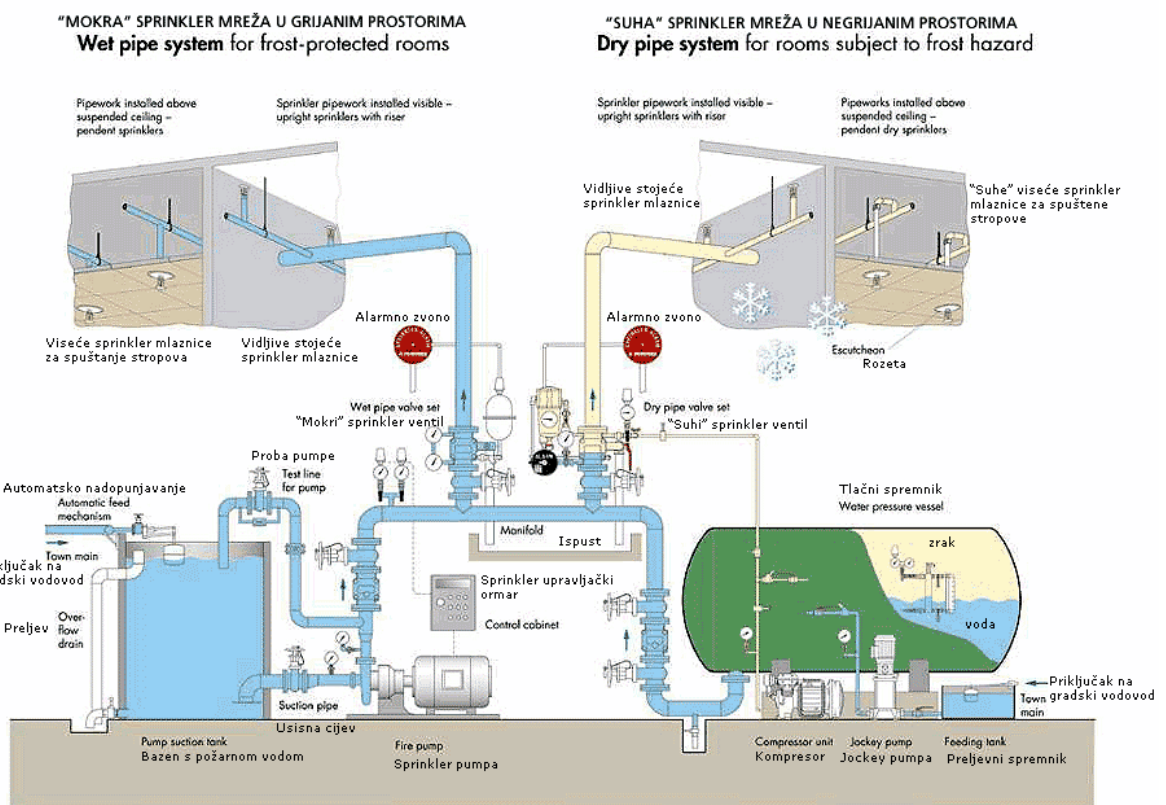 “MOKRA” SPRINKLER MREŽA U GRIJANIM PROSTORIMA
Wet pipe system for frost-protected rooms
“SUHA” SPRINKLER MREŽA U NEGRIJANIM PROSTORIMA
Dry pipe system for rooms subject to frost hazard
Pipework installed above
suspended ceiling –
pendent sprinklers
Sprinkler pipework installed visible –
upright sprinklers with riser
Sprinkler pipework installed visible –
upright sprinklers with riser
Pipeworks installed above
suspended ceiling –
pendent dry sprinklers
Vidljive stojeće
sprinkler mlaznice
“Suhe” viseće sprinkler
mlaznice za spuštene
stropove
Viseće sprinkler mlaznice
za spuštanje stropova
Vidljive stojeće
sprinkler mlaznice
Alarmno zvono
Alarmno zvono
Escutcheon
Rozeta
Wet pipe valve set
“Mokri” sprinkler ventil
Dry pipe valve set
“Suhi” sprinkler ventil
Proba pumpe
Test line
for pump
Automatsko nadopunjavanje
Automatic feed
mechanism
Town main
ključak na
radski vodovod
Preljev
Over-
flow
drain
Manifold
Ispust
Tlačni spremnik
Water pressure vessel
zrak
voda
Sprinkler upravljački
ormar
Control cabinet
Suction pipe
Usisna cijev
Priključak na
gradski vodovod
Town
main
Pump suction tank
Bazen s požarnom vodom
Fire pump
Sprinkler pumpa
Compressor unit
Kompresor
Jockey pump
Jockey pumpa
Feeding tank
Preljevni spremnik